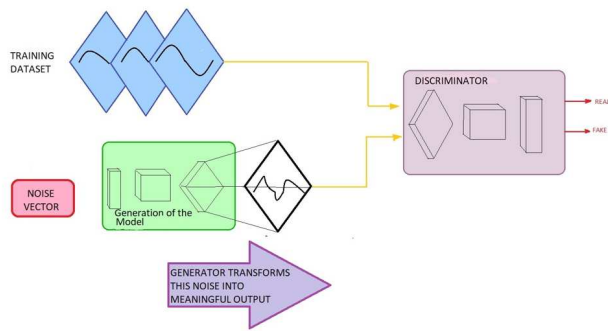 TRAINING
DATASET
DISCRIMINATOR
REAL
FAKE
NOISE
VECTOR
Generation of the
Model
GENERATOR TRANSFORMS
THIS NOISE INTO
MEANINGFUL OUTPUT